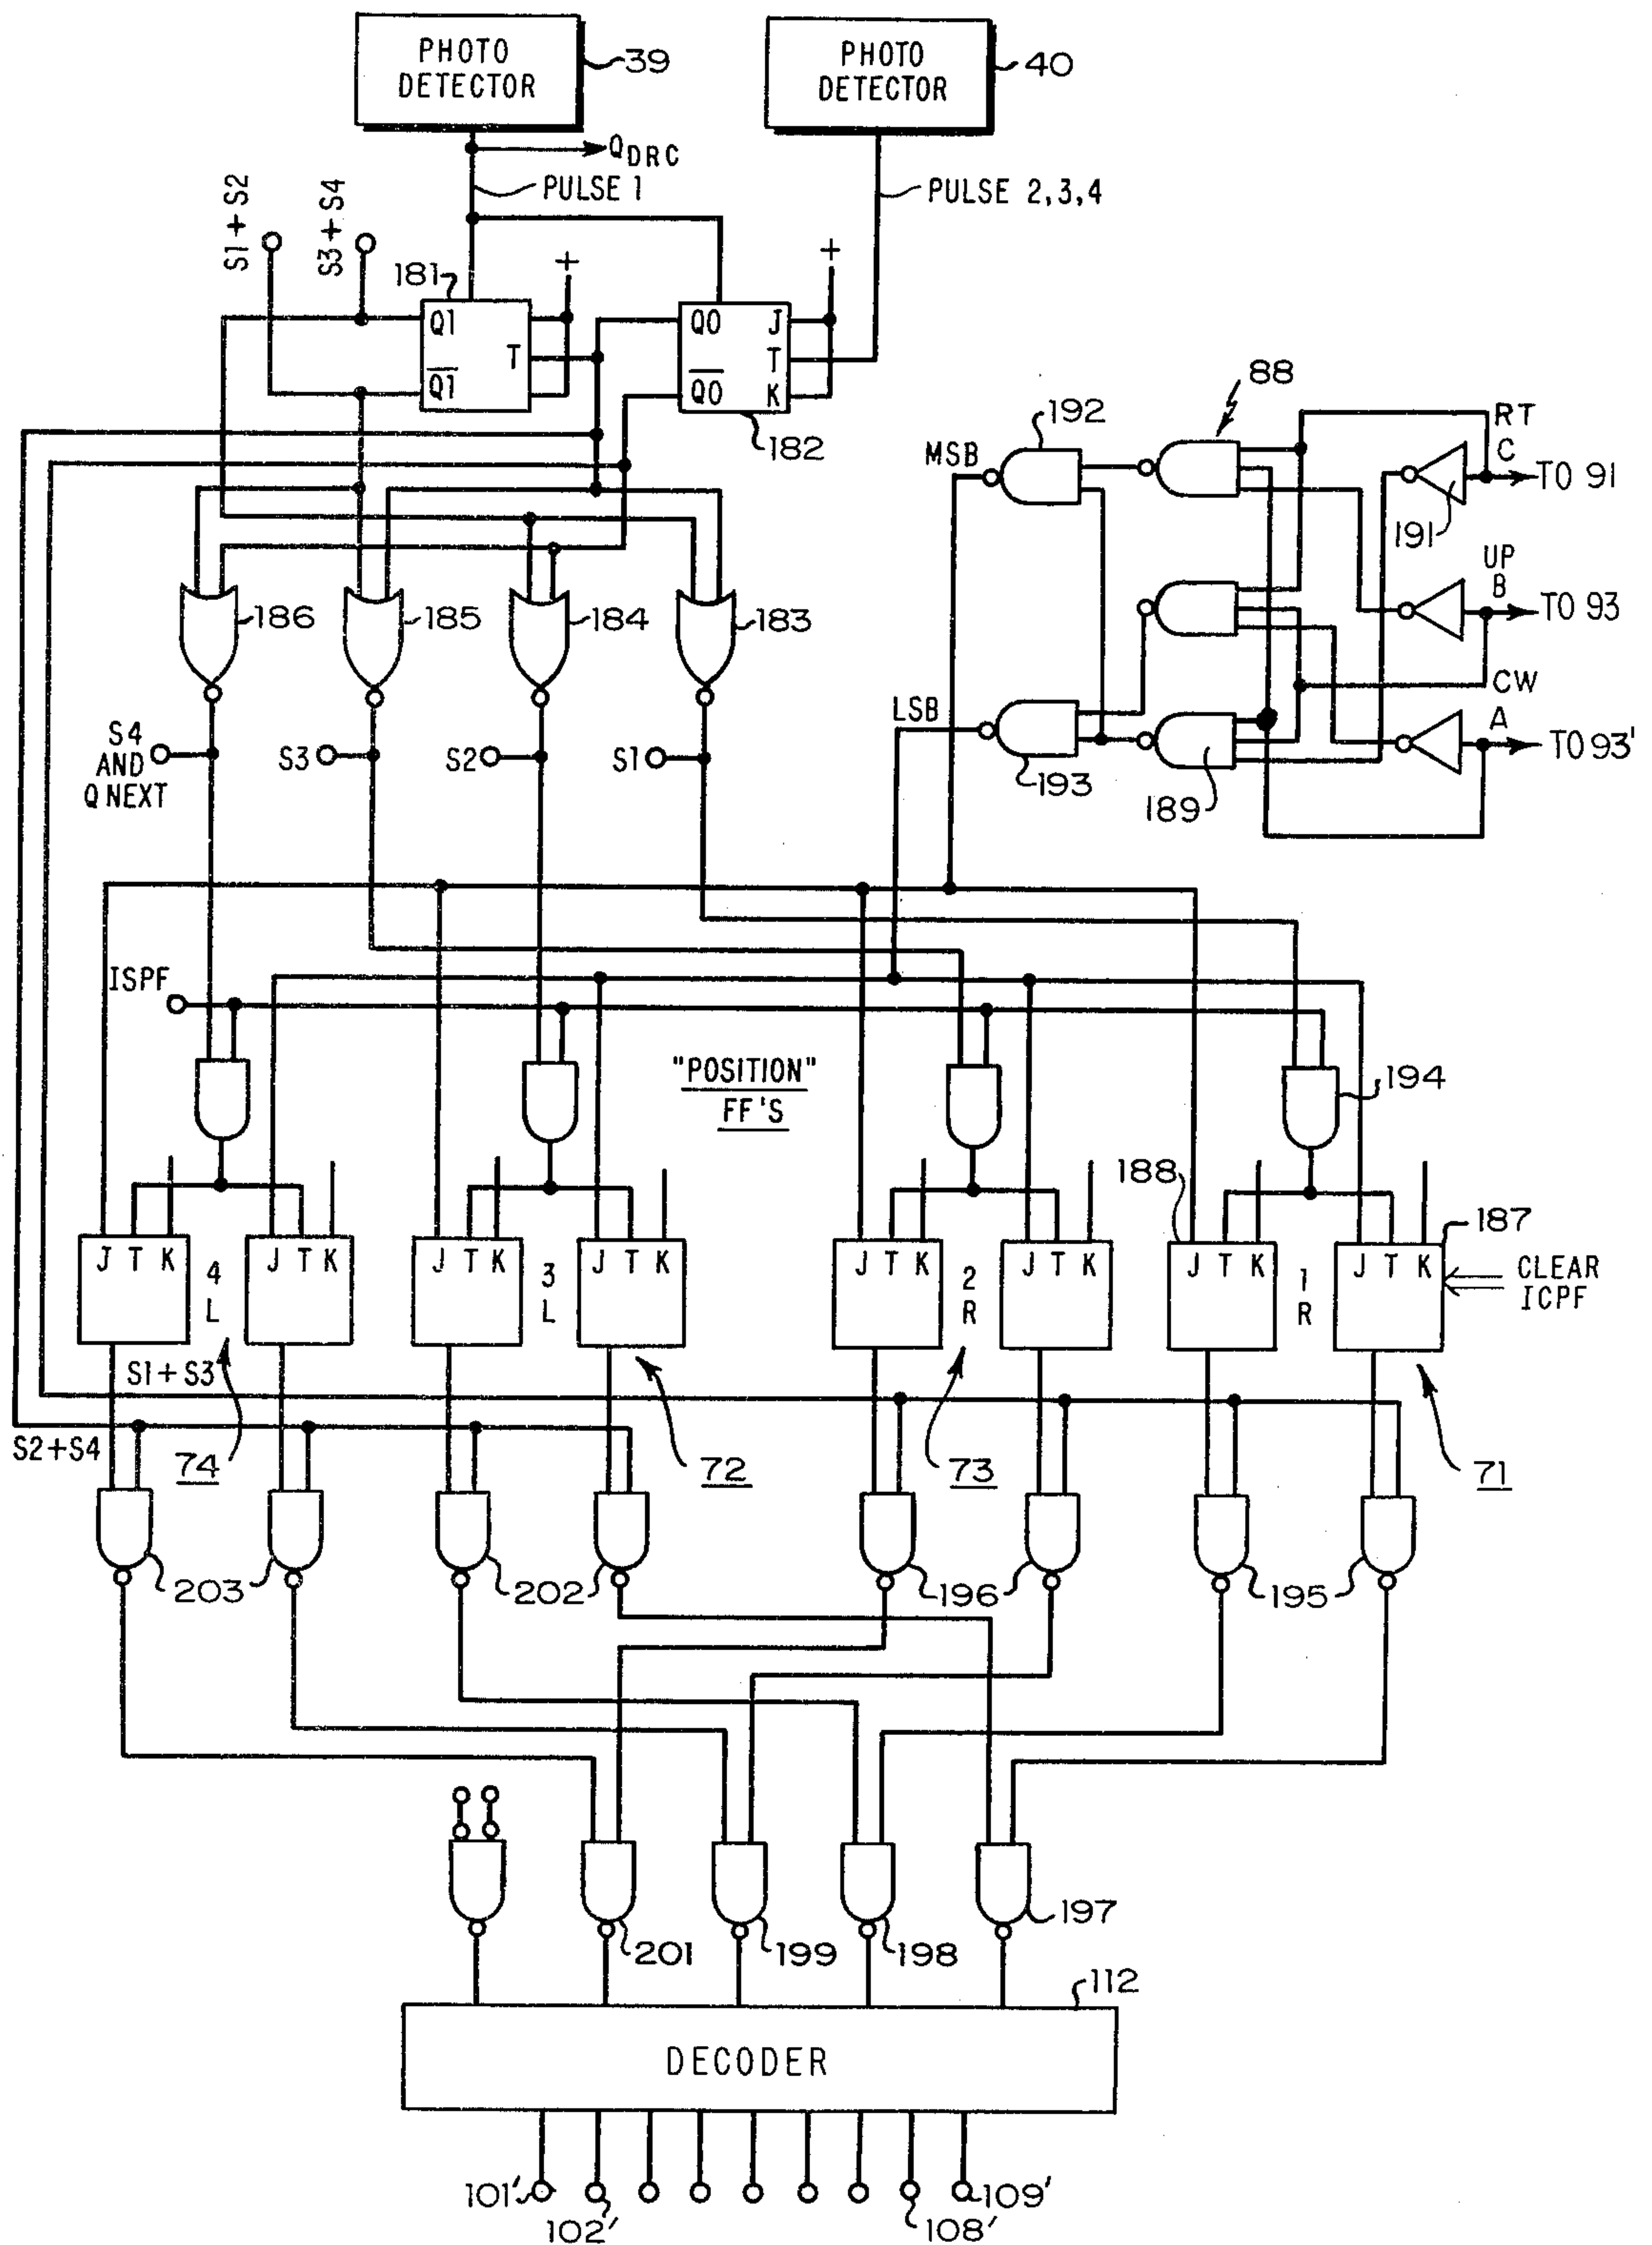 PHOTO
DETECTOR
39
PHOTO
DETECTOR
40
QDRC
PULSE 1
PULSE 2,3,4
S1+S2
S3+S4
181
+
+
Q1
T
Q1
Q0
J
T
Q0
K
182
88
192
MSB
RT
C
TO 91
191
UP
B
TO 93
CW
A
TO 93'
LSB
193
189
186
185
184
183
S4
AND
Q NEXT
S3
S2
S1
ISPF
"POSITION"
FF'S
194
188
187
J T K
4
L
J T K
J T K
3
L
J T K
J T K
2
R
J T K
J T K
1
R
J T K
CLEAR
ICPF
S1+S3
S2+S4
74
72
73
71
203
202
196
195
201
199
198
197
112
DECODER
101'
102'
108'
109'